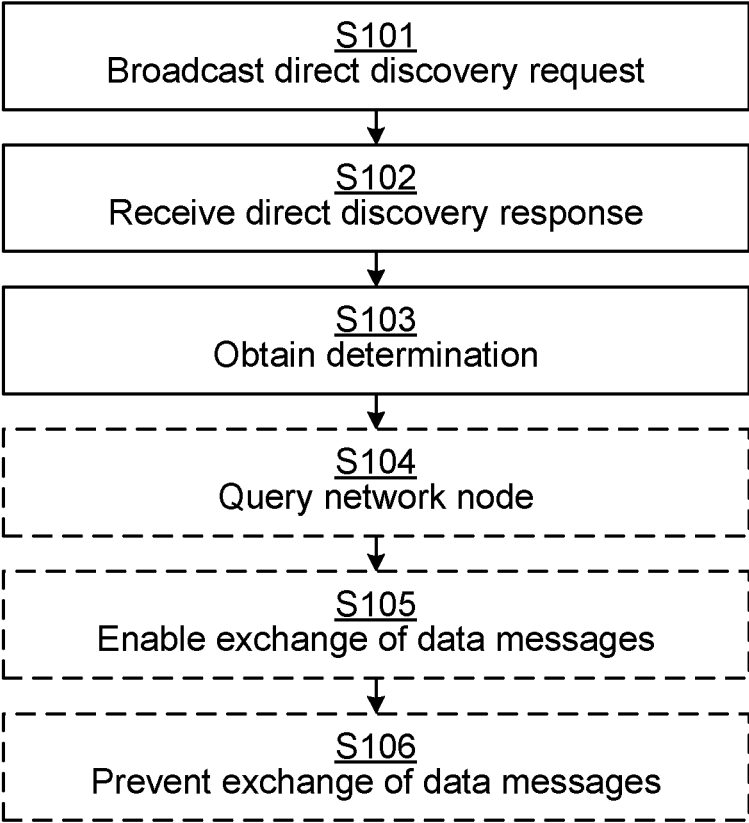 S101
Broadcast direct discovery request
S102
Receive direct discovery response
S103
Obtain determination
S104
Query network node
S105
Enable exchange of data messages
S106
Prevent exchange of data messages